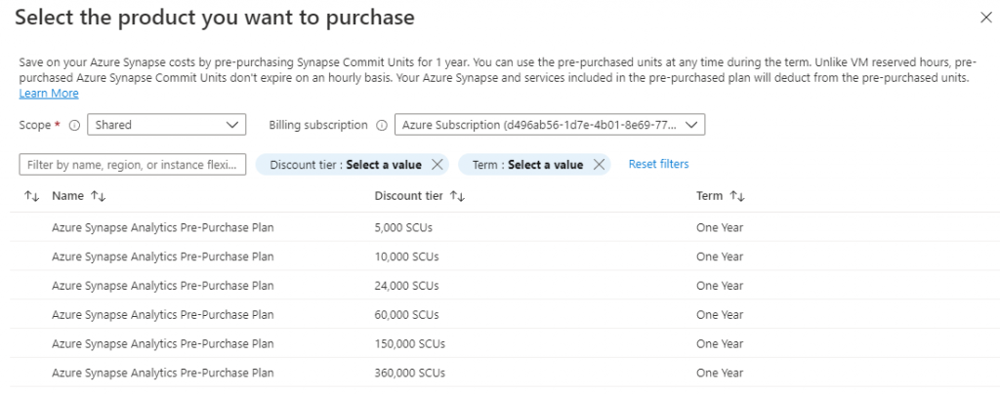 Select the product you want to purchase
Save on your Azure Synapse costs by pre-purchasing Synapse Commit Units for 1 year. You can use the pre-purchased units at any time during the term. Unlike VM reserved hours, pre-
purchased Azure Synapse Commit Units don't expire on an hourly basis. Your Azure Synapse and services included in the pre-purchased plan will deduct from the pre-purchased units.
Learn More
Scope * Shared Billing subscription Azure Subscription (d496ab56-1d7e-4b01-8e69-77...
Filter by name, region, or instance flexi... Discount tier : Select a value Term : Select a value Reset filters
Name Discount tier Term
Azure Synapse Analytics Pre-Purchase Plan 5,000 SCUs One Year
Azure Synapse Analytics Pre-Purchase Plan 10,000 SCUs One Year
Azure Synapse Analytics Pre-Purchase Plan 24,000 SCUs One Year
Azure Synapse Analytics Pre-Purchase Plan 60,000 SCUs One Year
Azure Synapse Analytics Pre-Purchase Plan 150,000 SCUs One Year
Azure Synapse Analytics Pre-Purchase Plan 360,000 SCUs One Year